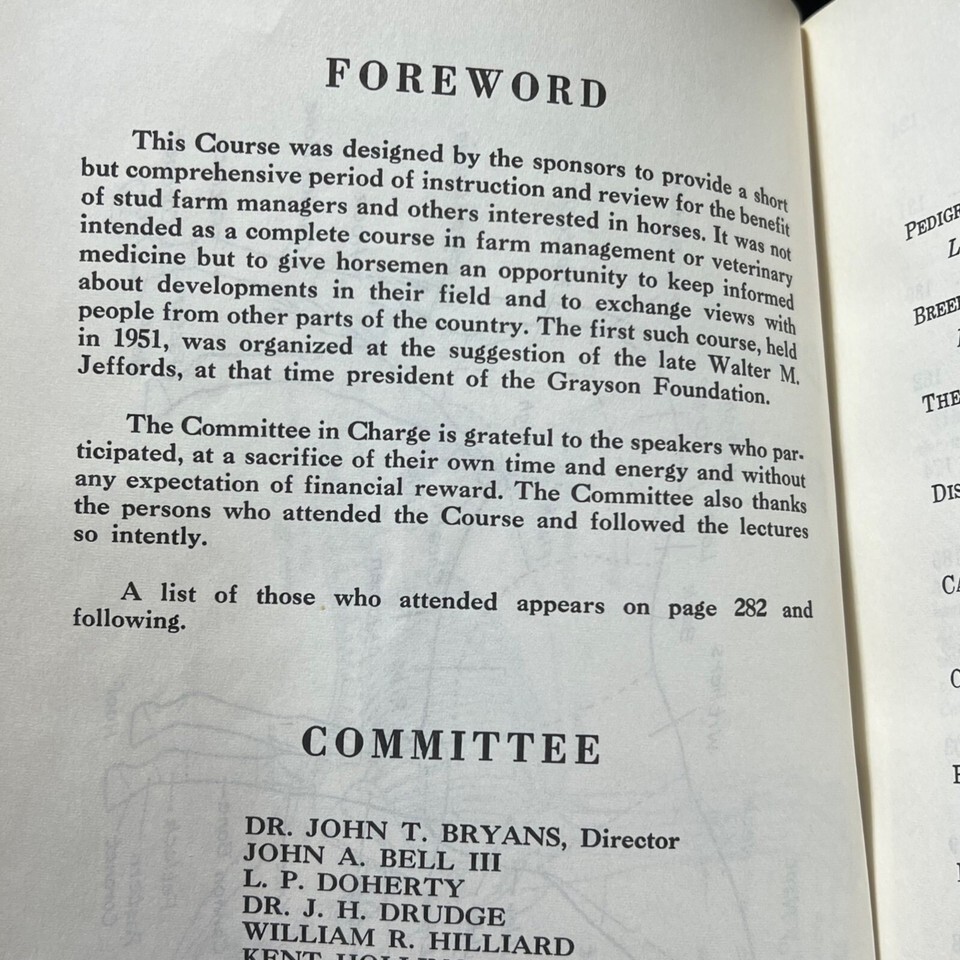 FOREWORD
This Course was designed by the sponsors to provide a short
but comprehensive period of instruction and review for the benefit
of stud farm managers and others interested in horses. It was not
intended as a complete course in farm management or veterinary
medicine but to give horsemen an opportunity to keep informed
about developments in their field and to exchange views with
people from other parts of the country. The first such course, held
in 1951, was organized at the suggestion of the late Walter M.
Jeffords, at that time president of the Grayson Foundation.
The Committee in Charge is grateful to the speakers who par-
ticipated, at a sacrifice of their own time and energy and without
any expectation of financial reward. The Committee also thanks
the persons who attended the Course and followed the lectures
so intently.
A list of those who attended appears on page 282 and
following.
COMMITTEE
DR. JOHN T. BRYANS, Director
JOHN A. BELL III
L. P. DOHERTY
DR. J. H. DRUDGE
WILLIAM R. HILLIARD
KENT
THE